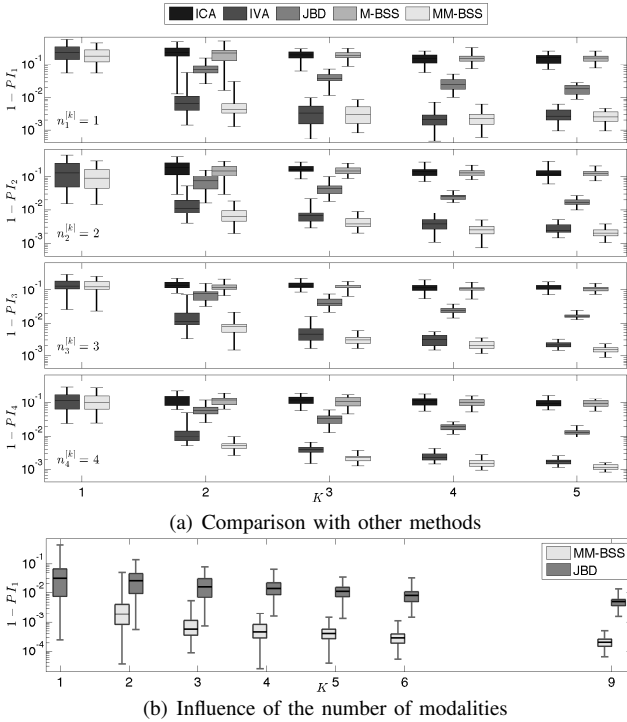 ICA IVA JBD M-BSS MM-BSS
1 − PI₁
10⁻¹
10⁻²
10⁻³
n₁^[k] = 1
1 − PI₂
10⁻¹
10⁻²
10⁻³
n₂^[k] = 2
1 − PI₃
10⁻¹
10⁻²
10⁻³
n₃^[k] = 3
1 − PI₄
10⁻¹
10⁻²
10⁻³
n₄^[k] = 4
1 2 3 4 5
K
(a) Comparison with other methods
MM-BSS
JBD
1 − PI₁
10⁻¹
10⁻²
10⁻³
10⁻⁴
1 2 3 4 5 6 9
K
(b) Influence of the number of modalities